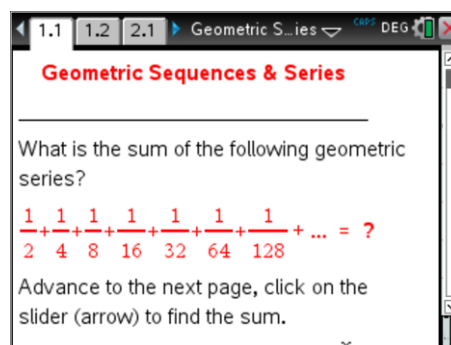 1.1 1.2 2.1 Geometric S...ies CAPS DEG
Geometric Sequences & Series
What is the sum of the following geometric
series?
1/2 + 1/4 + 1/8 + 1/16 + 1/32 + 1/64 + 1/128 + ... = ?
Advance to the next page, click on the
slider (arrow) to find the sum.